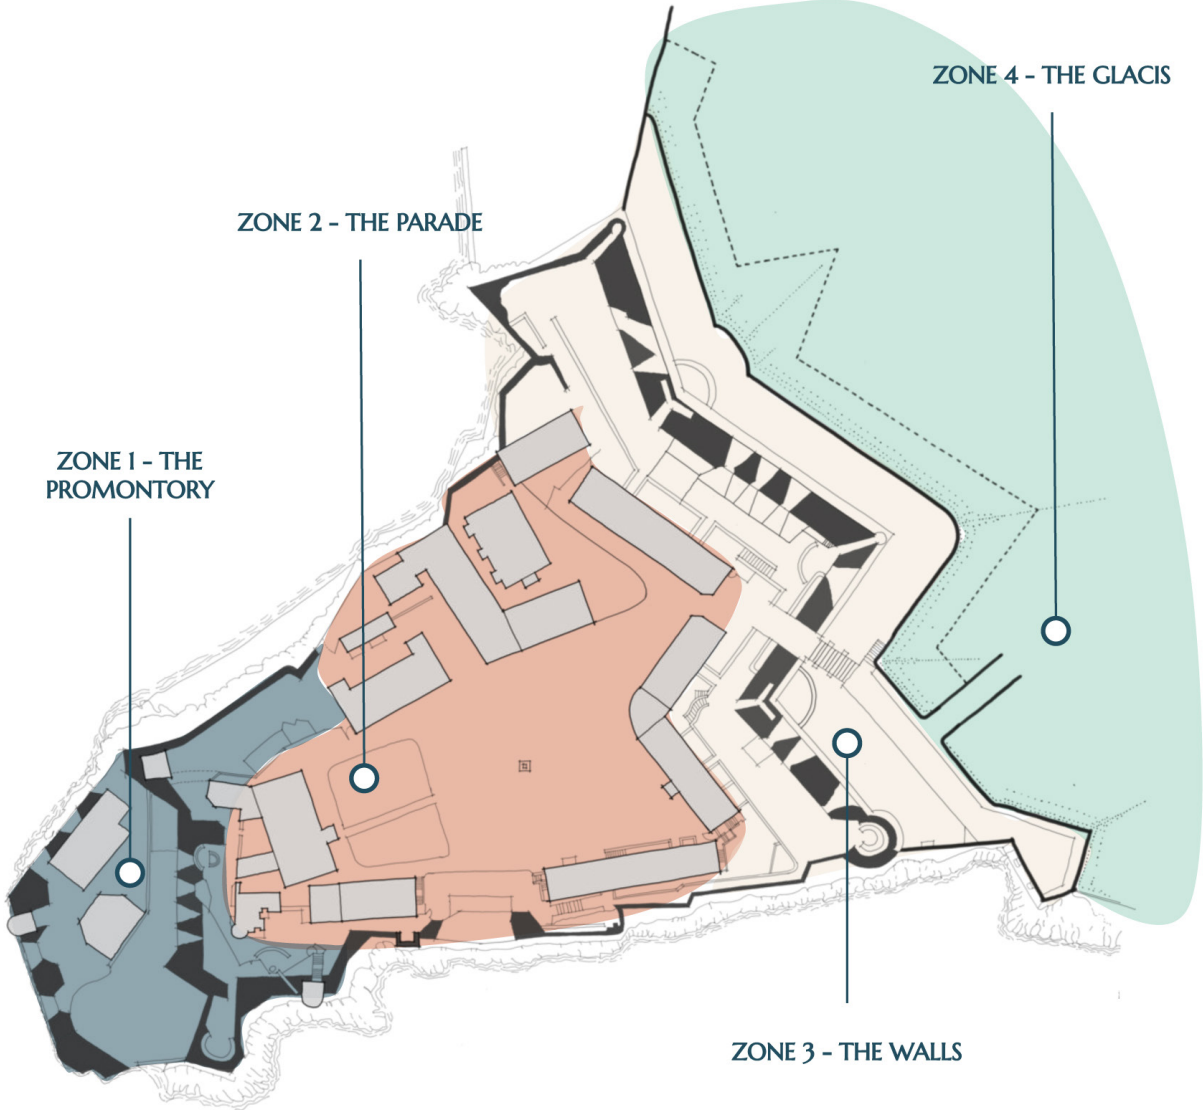 ZONE 4 - THE GLACIS
ZONE 2 - THE PARADE
ZONE 1 - THE
PROMONTORY
ZONE 3 - THE WALLS